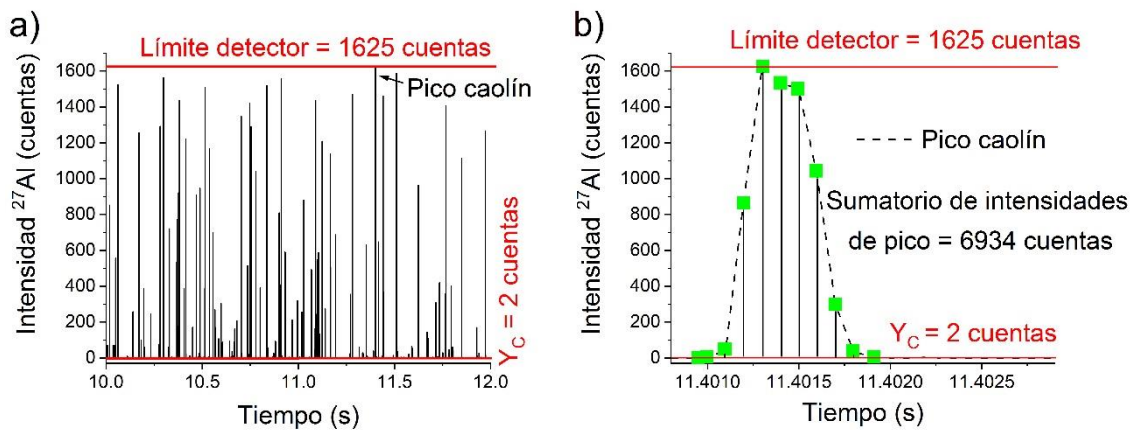 a)
Límite detector = 1625 cuentas
Pico caolín
Intensidad ²⁷Al (cuentas)
1600
1400
1200
1000
800
600
400
200
0
10.0
10.5
11.0
11.5
12.0
Tiempo (s)
Y_C = 2 cuentas
b)
Límite detector = 1625 cuentas
Pico caolín
Sumatorio de intensidades
de pico = 6934 cuentas
Y_C = 2 cuentas
Intensidad ²⁷Al (cuentas)
1600
1400
1200
1000
800
600
400
200
0
11.4010
11.4015
11.4020
11.4025
Tiempo (s)